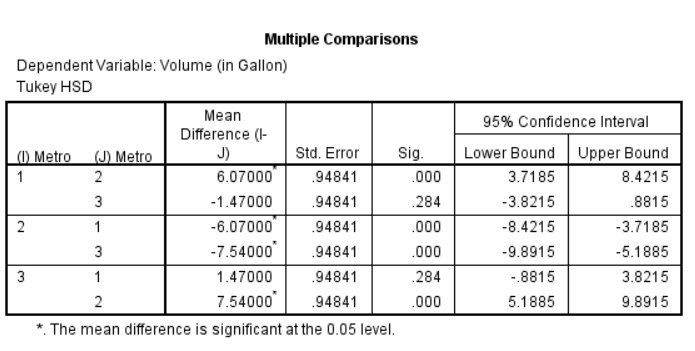 Multiple Comparisons
Dependent Variable: Volume (in Gallon)
Tukey HSD
(I) Metro (J) Metro Mean Difference (I-J) Std. Error Sig. 95% Confidence Interval
Lower Bound Upper Bound
1 2 6.07000* .94841 .000 3.7185 8.4215
3 -1.47000 .94841 .284 -3.8215 .8815
2 1 -6.07000* .94841 .000 -8.4215 -3.7185
3 -7.54000* .94841 .000 -9.8915 -5.1885
3 1 1.47000 .94841 .284 -.8815 3.8215
2 7.54000* .94841 .000 5.1885 9.8915
*. The mean difference is significant at the 0.05 level.